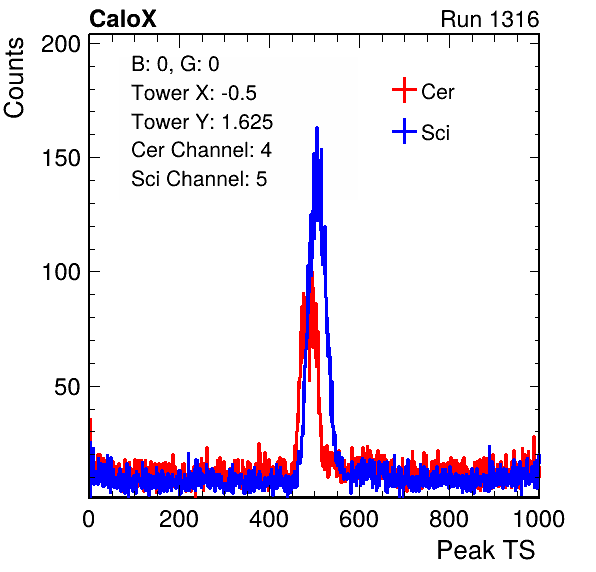 CaloX
Run 1316
Counts
200
150
100
50
B: 0, G: 0
Tower X: -0.5
Tower Y: 1.625
Cer Channel: 4
Sci Channel: 5
Cer
Sci
0 200 400 600 800 1000
Peak TS